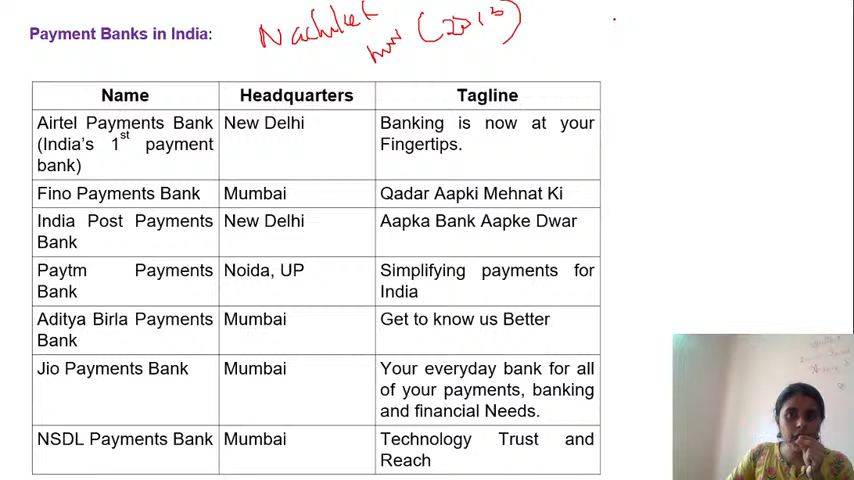 Payment Banks in India:
Nachiket
mor (2013)
Name Headquarters Tagline
Airtel Payments Bank New Delhi Banking is now at your
(India's 1st payment Fingertips.
bank)
Fino Payments Bank Mumbai Qadar Aapki Mehnat Ki
India Post Payments New Delhi Aapka Bank Aapke Dwar
Bank
Paytm Payments Noida, UP Simplifying payments for
Bank India
Aditya Birla Payments Mumbai Get to know us Better
Bank
Jio Payments Bank Mumbai Your everyday bank for all
of your payments, banking
and financial Needs.
NSDL Payments Bank Mumbai Technology Trust and
Reach